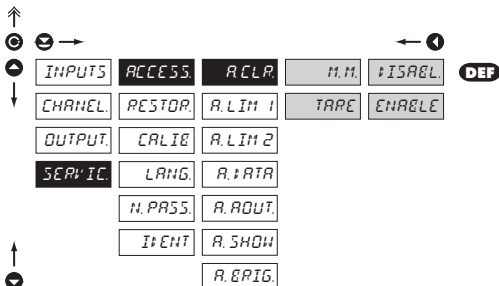 INPUTS ACCESS. A.CLR. M.M. DISABL. DEF
CHANEL. RESTOR. A.LIM 1 TARE ENABLE
OUTPUT. CALIB A.LIM 2
SERVIC. LANG. A.DATA
N.PASS. A.AOUT.
IDENT A.SHOW
A.BRIG.